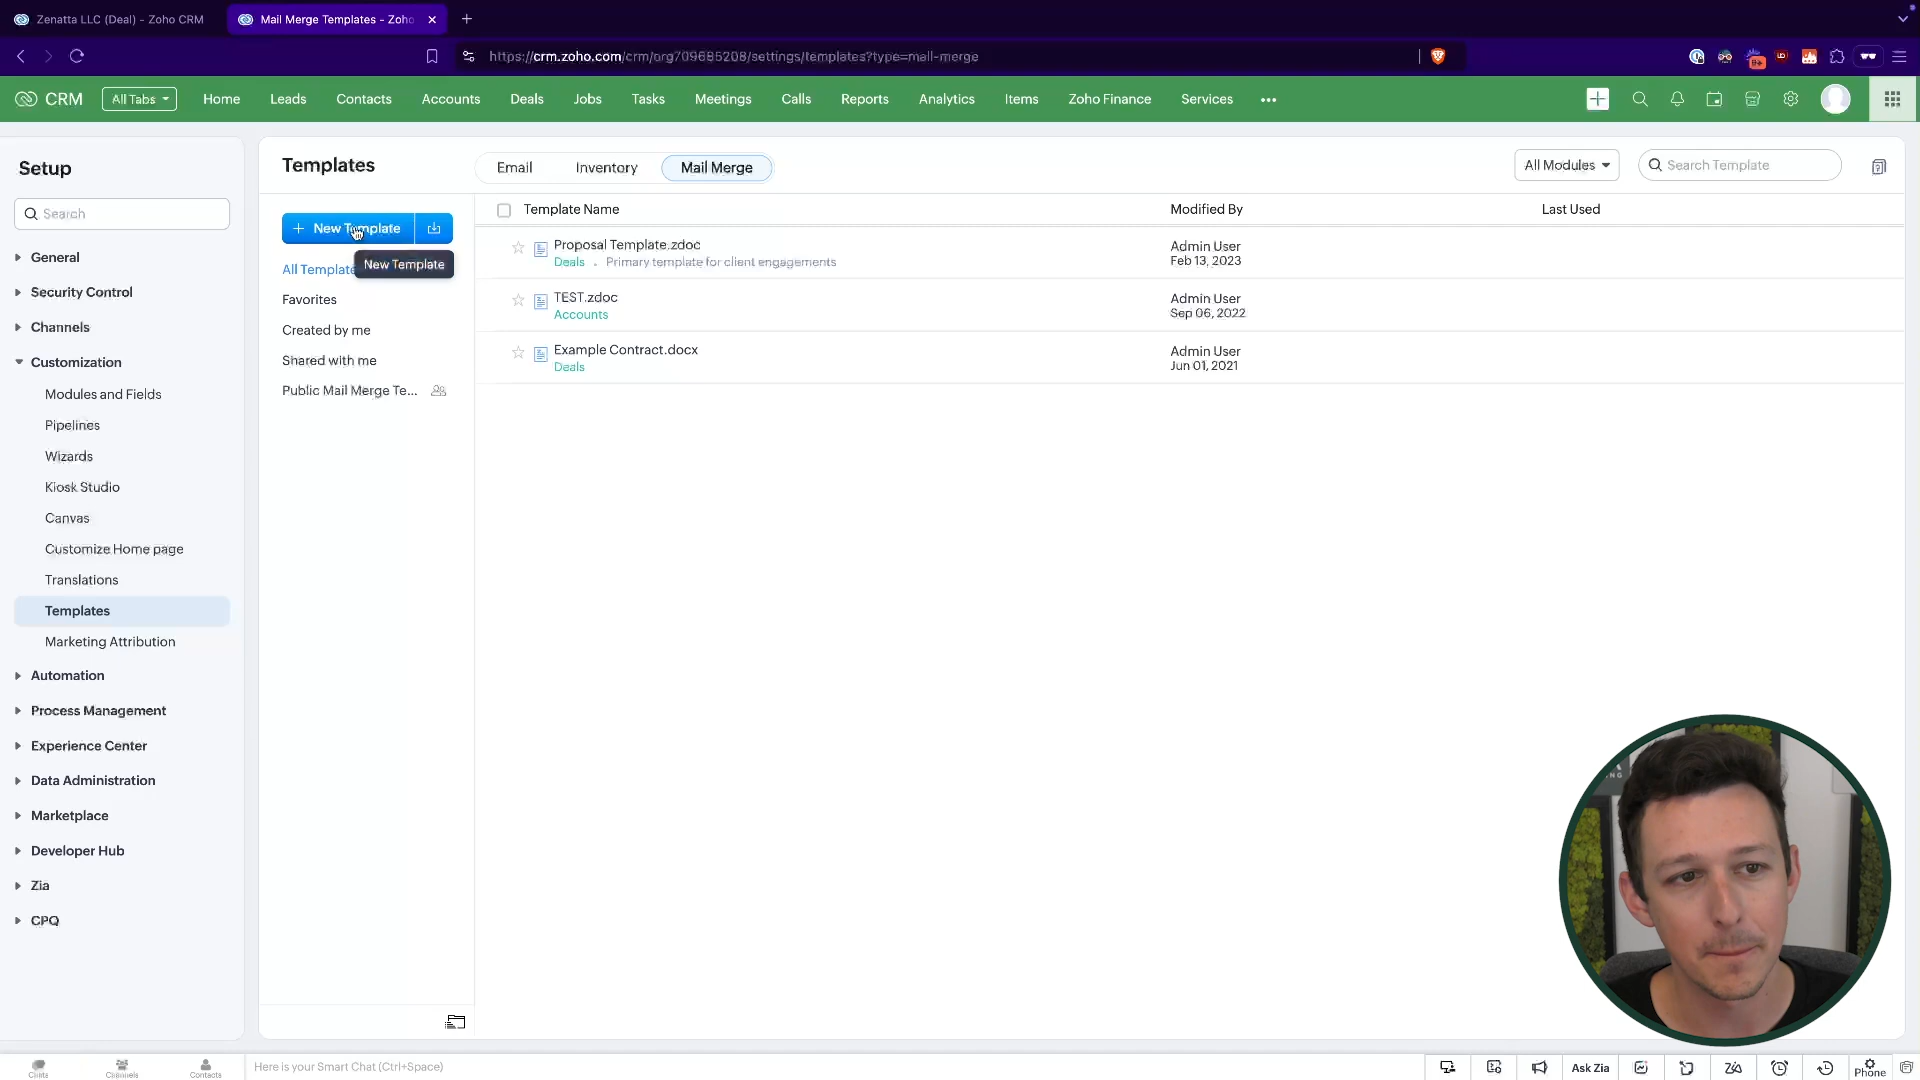 Zenatta LLC (Deal) - Zoho CRM
Mail Merge Templates - Zoho
https://crm.zoho.com/crm/org709685208/settings/templates?type=mail-merge
CRM
All Tabs
Home
Leads
Contacts
Accounts
Deals
Jobs
Tasks
Meetings
Calls
Reports
Analytics
Items
Zoho Finance
Services
Setup
Search
General
Security Control
Channels
Customization
Modules and Fields
Pipelines
Wizards
Kiosk Studio
Canvas
Customize Home page
Translations
Templates
Marketing Attribution
Automation
Process Management
Experience Center
Data Administration
Marketplace
Developer Hub
Zia
CPQ
Templates
Email
Inventory
Mail Merge
All Modules
Search Template
New Template
New Template
All Template
Favorites
Created by me
Shared with me
Public Mail Merge Te...
Template Name
Modified By
Last Used
Proposal Template.zdoc
Deals . Primary template for client engagements
Admin User
Feb 13, 2023
TEST.zdoc
Accounts
Admin User
Sep 06, 2022
Example Contract.docx
Deals
Admin User
Jun 01, 2021
Chats
Channels
Contacts
Here is your Smart Chat (Ctrl+Space)
Ask Zia
Phone